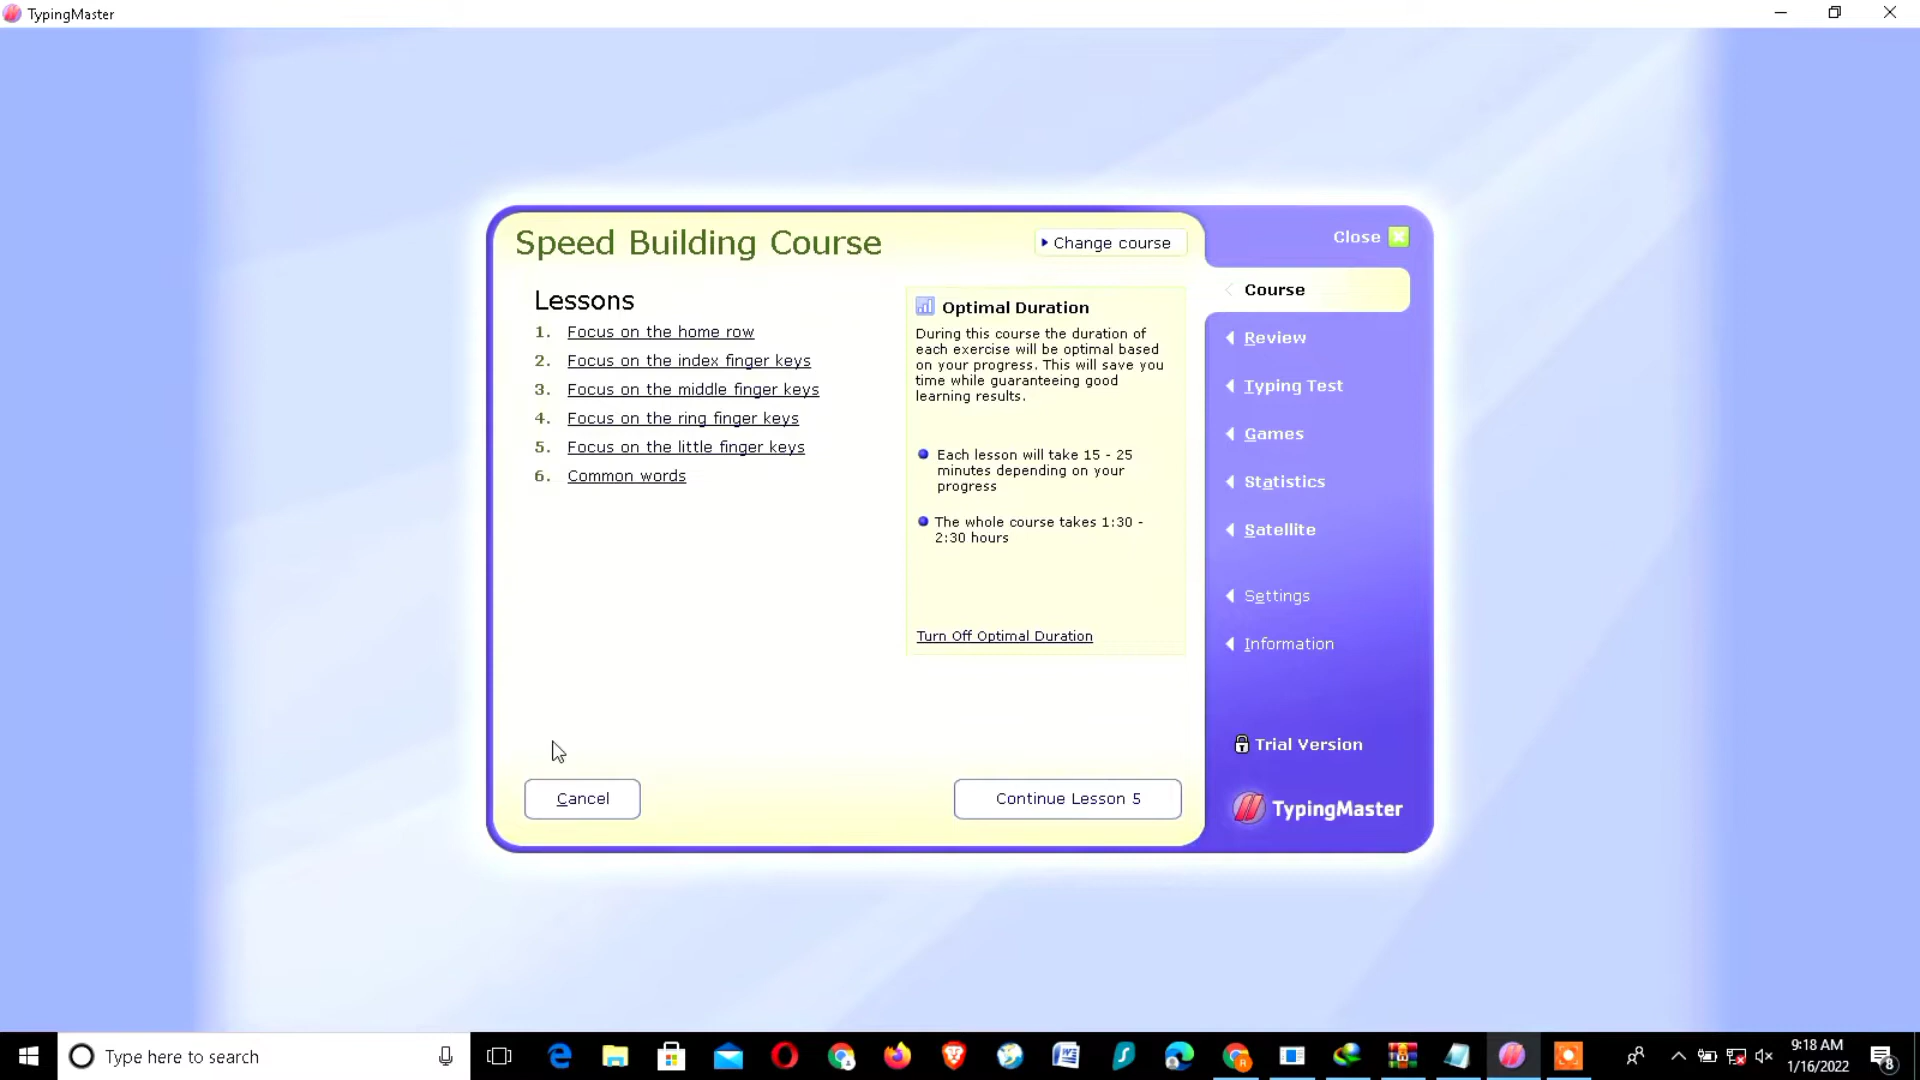 TypingMaster
Speed Building Course
Change course
Close
Lessons
1. Focus on the home row
2. Focus on the index finger keys
3. Focus on the middle finger keys
4. Focus on the ring finger keys
5. Focus on the little finger keys
6. Common words
Optimal Duration
During this course the duration of
each exercise will be optimal based
on your progress. This will save you
time while guaranteeing good
learning results.
Each lesson will take 15 - 25
minutes depending on your
progress
The whole course takes 1:30 -
2:30 hours
Turn Off Optimal Duration
Course
Review
Typing Test
Games
Statistics
Satellite
Settings
Information
Trial Version
TypingMaster
Cancel
Continue Lesson 5
Type here to search
9:18 AM
1/16/2022
8